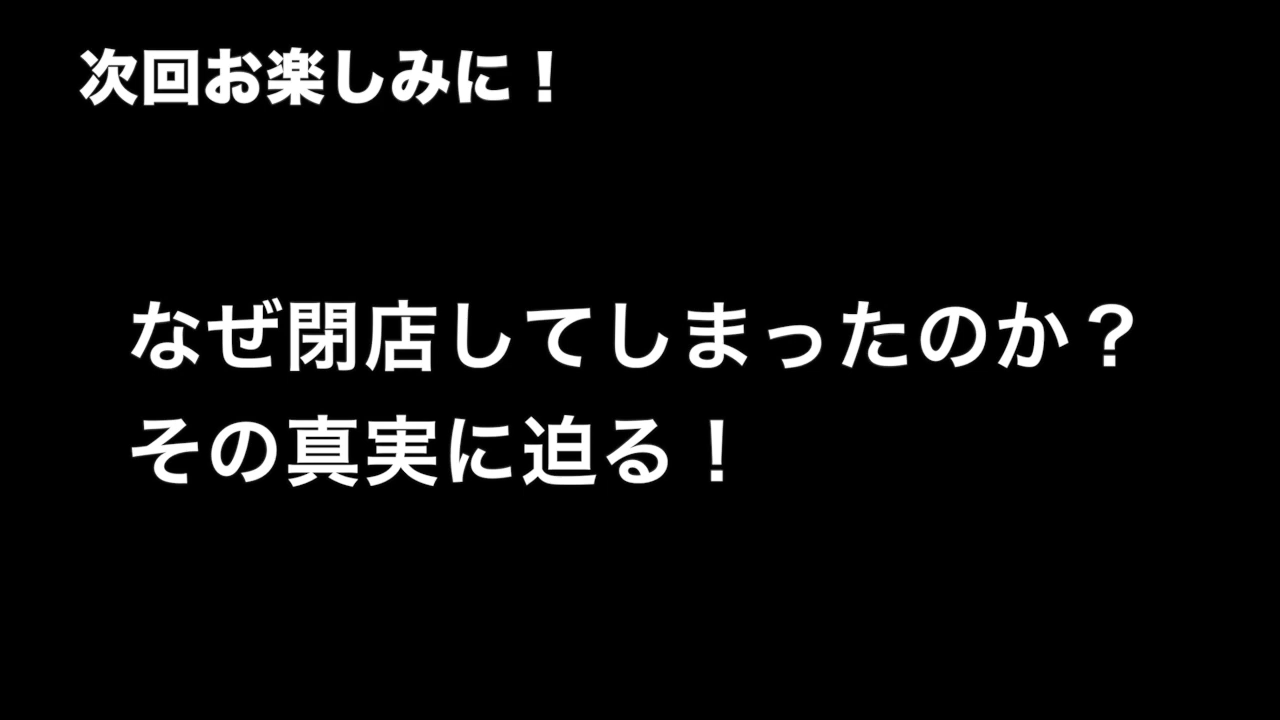 次回お楽しみに！
なぜ閉店してしまったのか？
その真実に迫る！